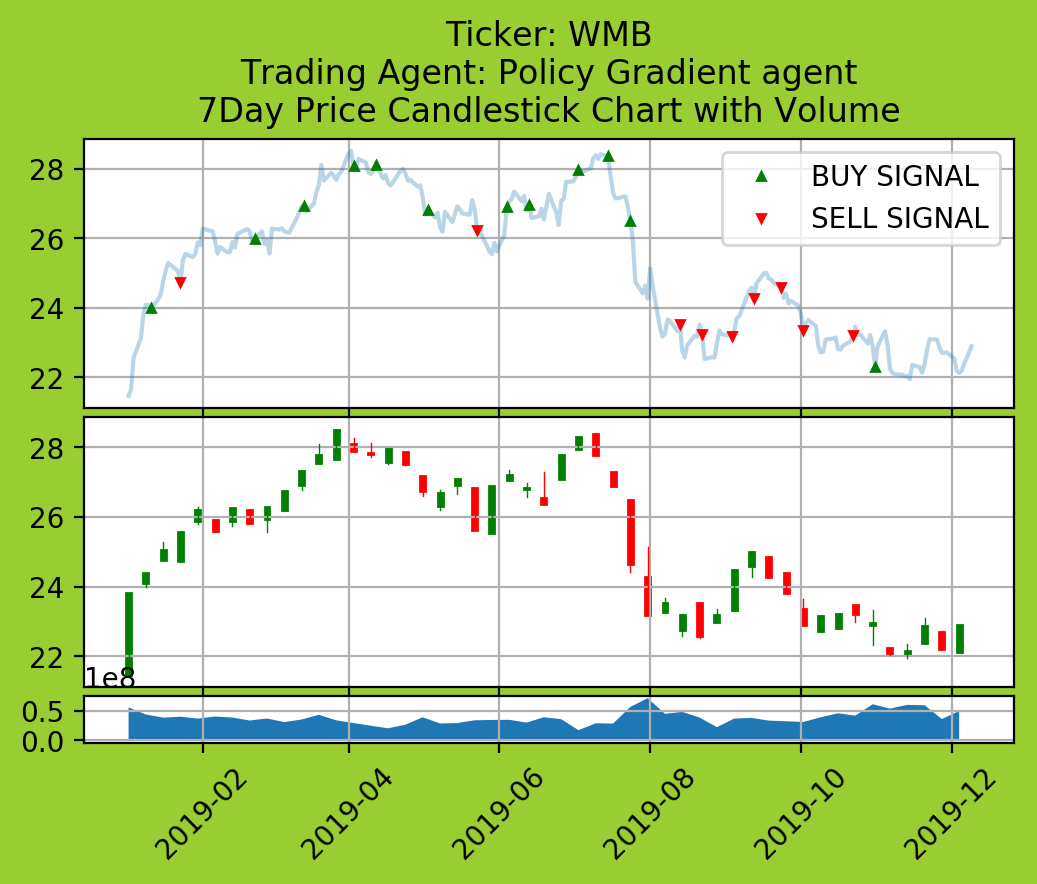 Ticker: WMB
Trading Agent: Policy Gradient agent
7Day Price Candlestick Chart with Volume
28
26
24
22
BUY SIGNAL
SELL SIGNAL
28
26
24
22
1e8
0.5
0.0
2019-02
2019-04
2019-06
2019-08
2019-10
2019-12